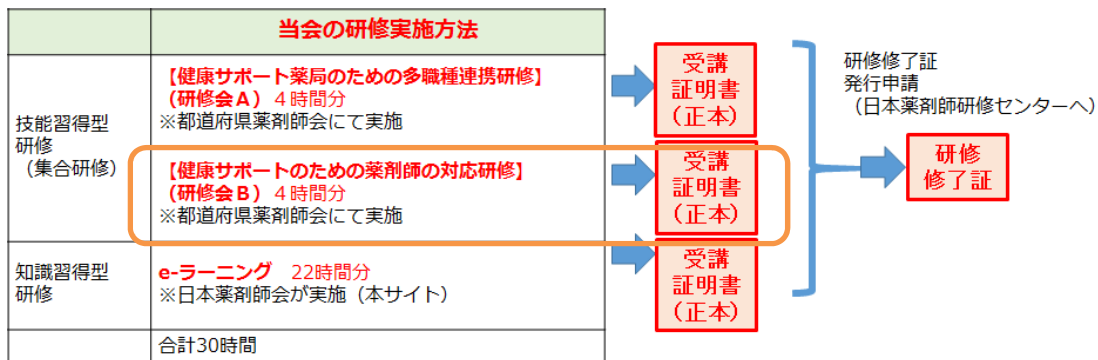 当会の研修実施方法
技能習得型
研修
（集合研修）
【健康サポート薬局のための多職種連携研修】
（研修会Ａ）４時間分
※都道府県薬剤師会にて実施
受講
証明書
（正本）
【健康サポートのための薬剤師の対応研修】
（研修会Ｂ）４時間分
※都道府県薬剤師会にて実施
受講
証明書
（正本）
知識習得型
研修
e-ラーニング　22時間分
※日本薬剤師会が実施（本サイト）
受講
証明書
（正本）
合計30時間
研修修了証
発行申請
（日本薬剤師研修センターへ）
研修
修了証